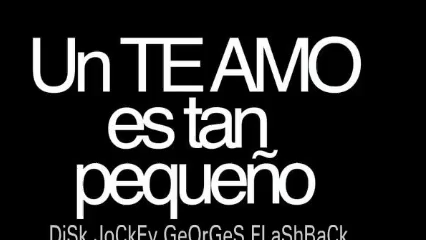 Un TE AMO
es tan
pequeño
DiSk JoCkEy GeOrGeS FLaShBaCk